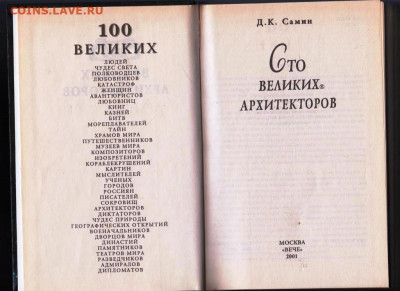 COINS.SU
100
ВЕЛИКИХ
ЛЮДЕЙ
ЧУДЕС СВЕТА
ПОЛКОВОДЦЕВ
ЛЮБОВНИКОВ
КАТАСТРОФ
ЖЕНЩИН
АВАНТЮРИСТОВ
ЛЮБОВНИЦ
КНИГ
КАЗНЕЙ
БИТВ
МОРЕПЛАВАТЕЛЕЙ
ТАЙН
ХРАМОВ МИРА
ПУТЕШЕСТВЕННИКОВ
МУЗЕЕВ МИРА
КОМПОЗИТОРОВ
ИЗОБРЕТЕНИЙ
КОРАБЛЕКРУШЕНИЙ
КАРТИН
МЫСЛИТЕЛЕЙ
УЧЕНЫХ
ГОРОДОВ
РОССИЯН
ПИСАТЕЛЕЙ
СОКРОВИЩ
АРХИТЕКТОРОВ
ДИКТАТОРОВ
ЧУДЕС ПРИРОДЫ
ГЕОГРАФИЧЕСКИХ ОТКРЫТИЙ
ВОЕНАЧАЛЬНИКОВ
ДВОРЦОВ МИРА
ДИНАСТИЙ
ПАМЯТНИКОВ
ТЕАТРОВ МИРА
РАЗВЕДЧИКОВ
АДМИРАЛОВ
ДИПЛОМАТОВ
Д.К. Самин
Сто
ВЕЛИКИХ®
АРХИТЕКТОРОВ
МОСКВА
«ВЕЧЕ»
2001